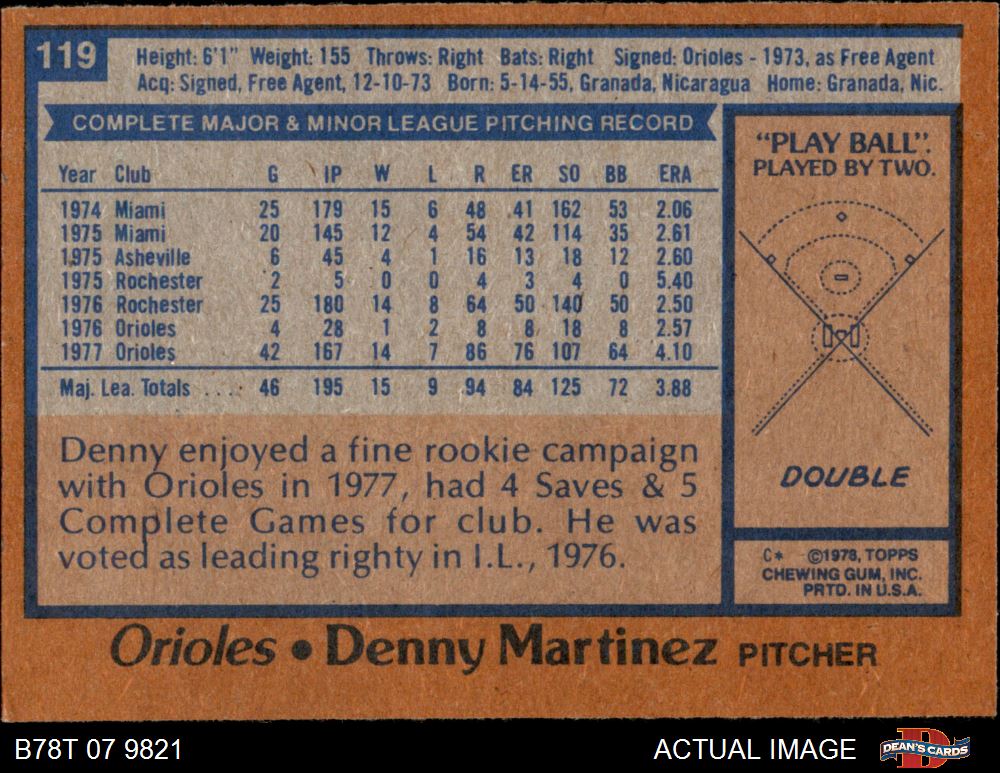 119
Height: 6'1" Weight: 155 Throws: Right Bats: Right Signed: Orioles - 1973, as Free Agent
Acq: Signed, Free Agent, 12-10-73 Born: 5-14-55, Granada, Nicaragua Home: Granada, Nic.
COMPLETE MAJOR & MINOR LEAGUE PITCHING RECORD
Year Club G IP W L R ER SO BB ERA
1974 Miami 25 179 15 6 48 41 162 53 2.06
1975 Miami 20 145 12 4 54 42 114 35 2.61
1975 Asheville 6 45 4 1 16 13 18 12 2.60
1975 Rochester 2 5 0 0 4 3 4 0 5.40
1976 Rochester 25 180 14 8 64 50 140 50 2.50
1976 Orioles 4 28 1 2 8 8 18 8 2.57
1977 Orioles 42 167 14 7 86 76 107 64 4.10
Maj. Lea. Totals .... 46 195 15 9 94 84 125 72 3.88
Denny enjoyed a fine rookie campaign
with Orioles in 1977, had 4 Saves & 5
Complete Games for club. He was
voted as leading righty in I.L., 1976.
"PLAY BALL".
PLAYED BY TWO.
DOUBLE
C* ©1978, TOPPS
CHEWING GUM, INC.
PRTD. IN U.S.A.
Orioles • Denny Martinez PITCHER
B78T 07 9821
ACTUAL IMAGE
DEAN'S CARDS